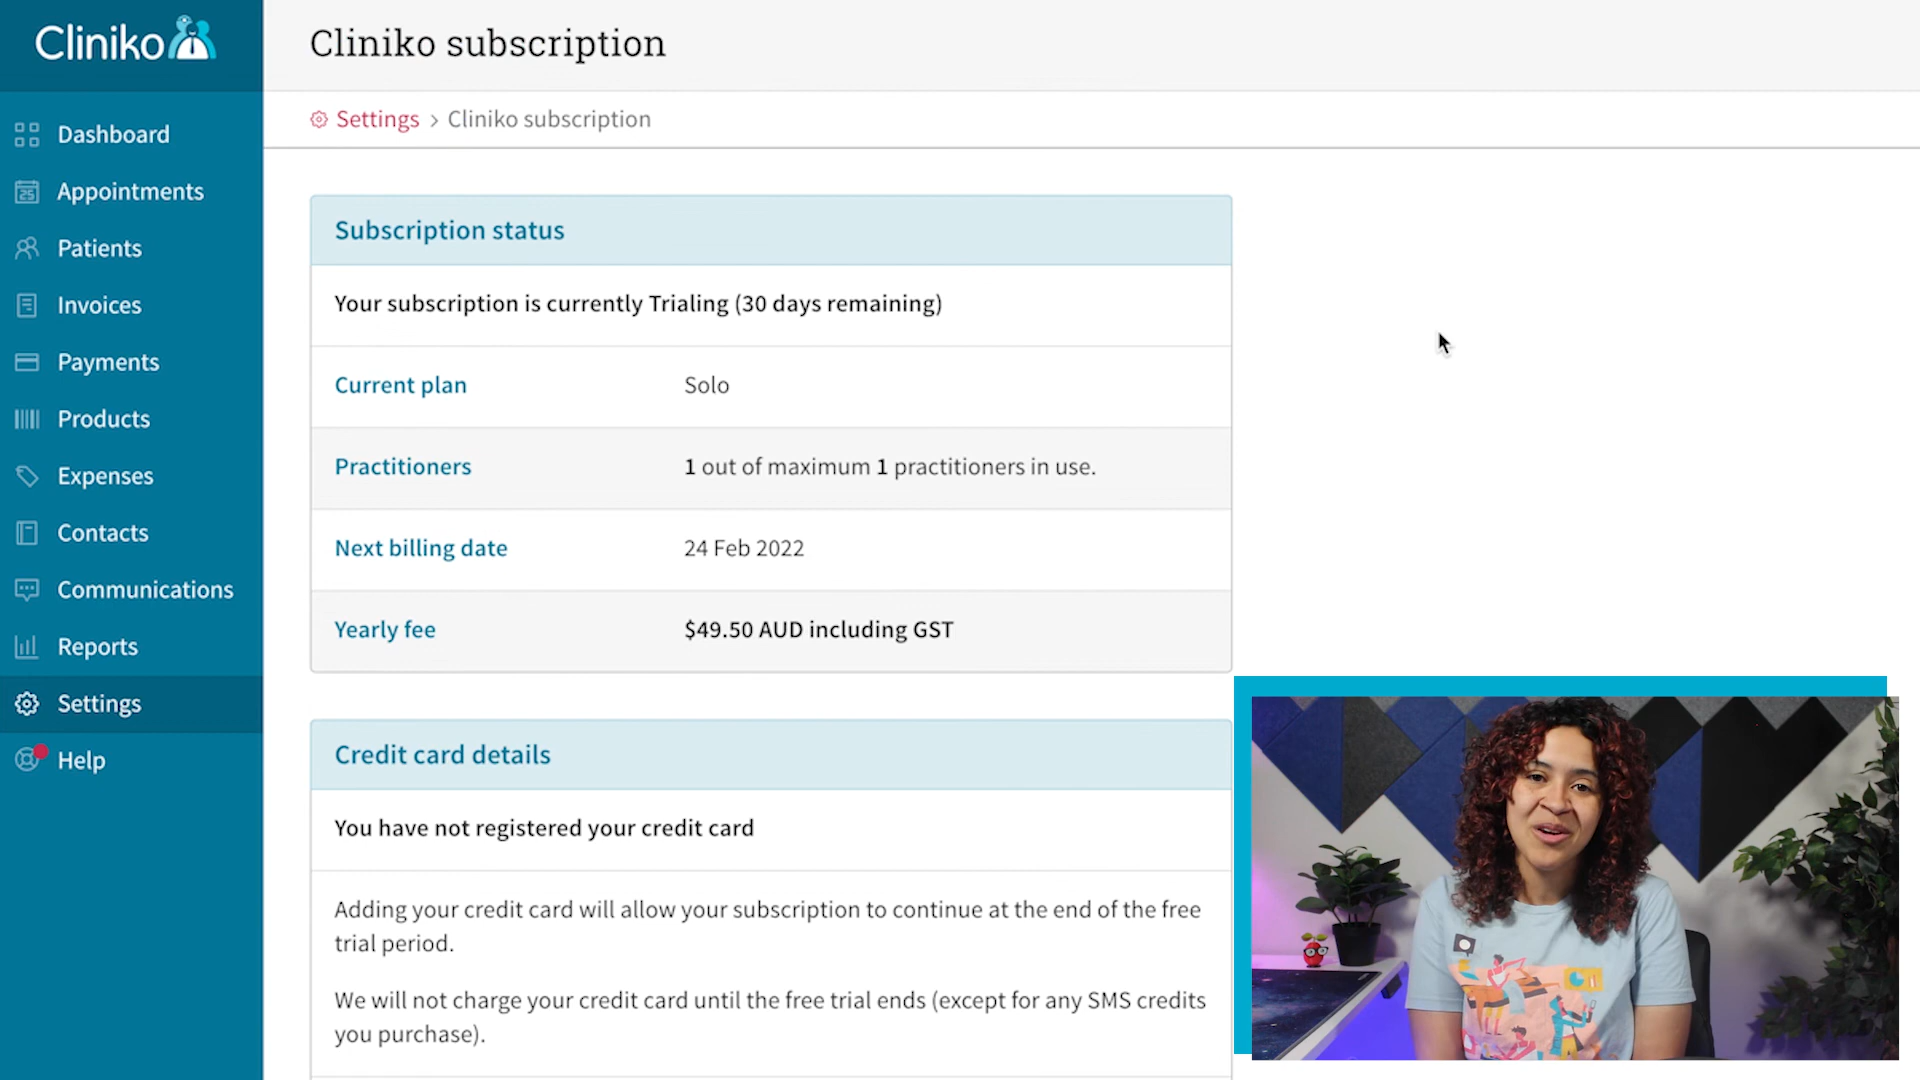 Cliniko
Cliniko subscription
Settings > Cliniko subscription
Dashboard
25 Appointments
Patients
Invoices
Payments
Products
Expenses
Contacts
Communications
Reports
Settings
Help
Subscription status
Your subscription is currently Trialing (30 days remaining)
Current plan Solo
Practitioners 1 out of maximum 1 practitioners in use.
Next billing date 24 Feb 2022
Yearly fee $49.50 AUD including GST
Credit card details
You have not registered your credit card
Adding your credit card will allow your subscription to continue at the end of the free
trial period.
We will not charge your credit card until the free trial ends (except for any SMS credits
you purchase).